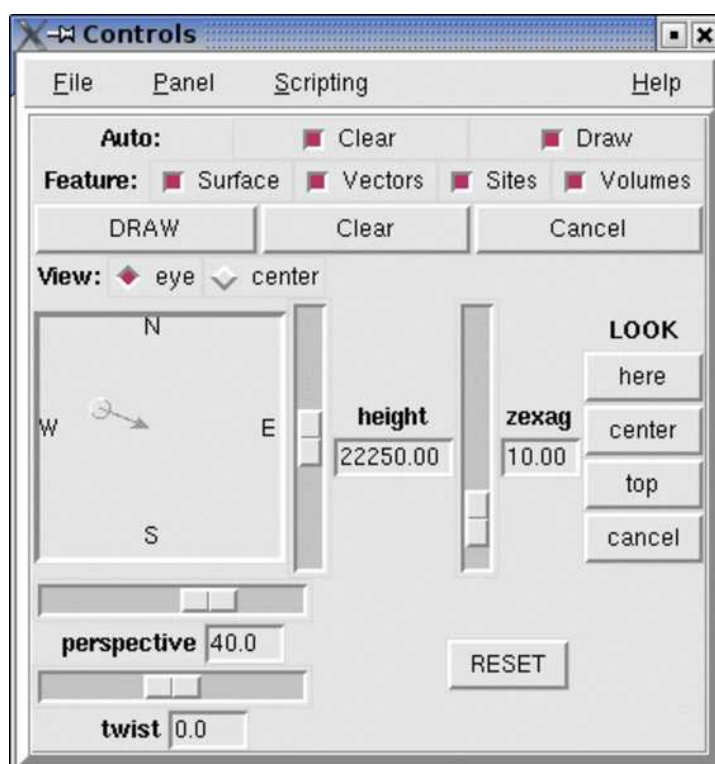 Controls
File Panel Scripting Help
Auto: Clear Draw
Feature: Surface Vectors Sites Volumes
DRAW Clear Cancel
View: eye center
N
W
E
S
height
22250.00
zexag
10.00
LOOK
here
center
top
cancel
perspective 40.0
RESET
twist 0.0